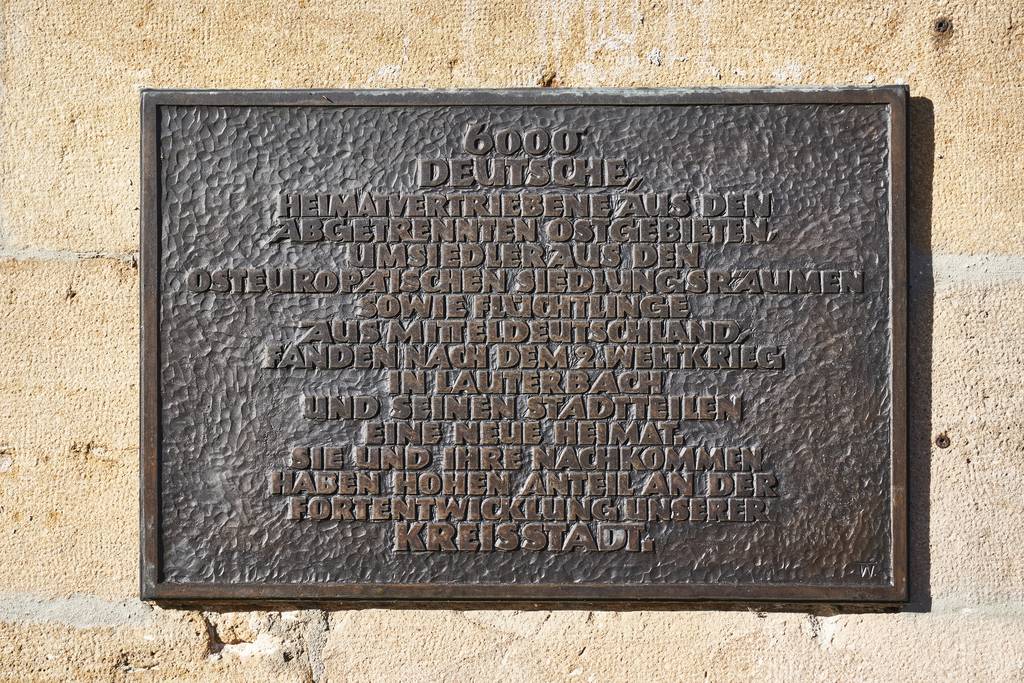 6000
DEUTSCHE,
HEIMATVERTRIEBENE AUS DEN
ABGETRENNTEN OSTGEBIETEN,
UMSIEDLER AUS DEN
OSTEUROPÄISCHEN SIEDLUNGSRÄUMEN
SOWIE FLÜCHTLINGE
AUS MITTELDEUTSCHLAND,
FANDEN NACH DEM 2. WELTKRIEG
IN LAUTERBACH
UND SEINEN STADTTEILEN
EINE NEUE HEIMAT.
SIE UND IHRE NACHKOMMEN
HABEN HOHEN ANTEIL AN DER
FORTENTWICKLUNG UNSERER
KREISSTADT.